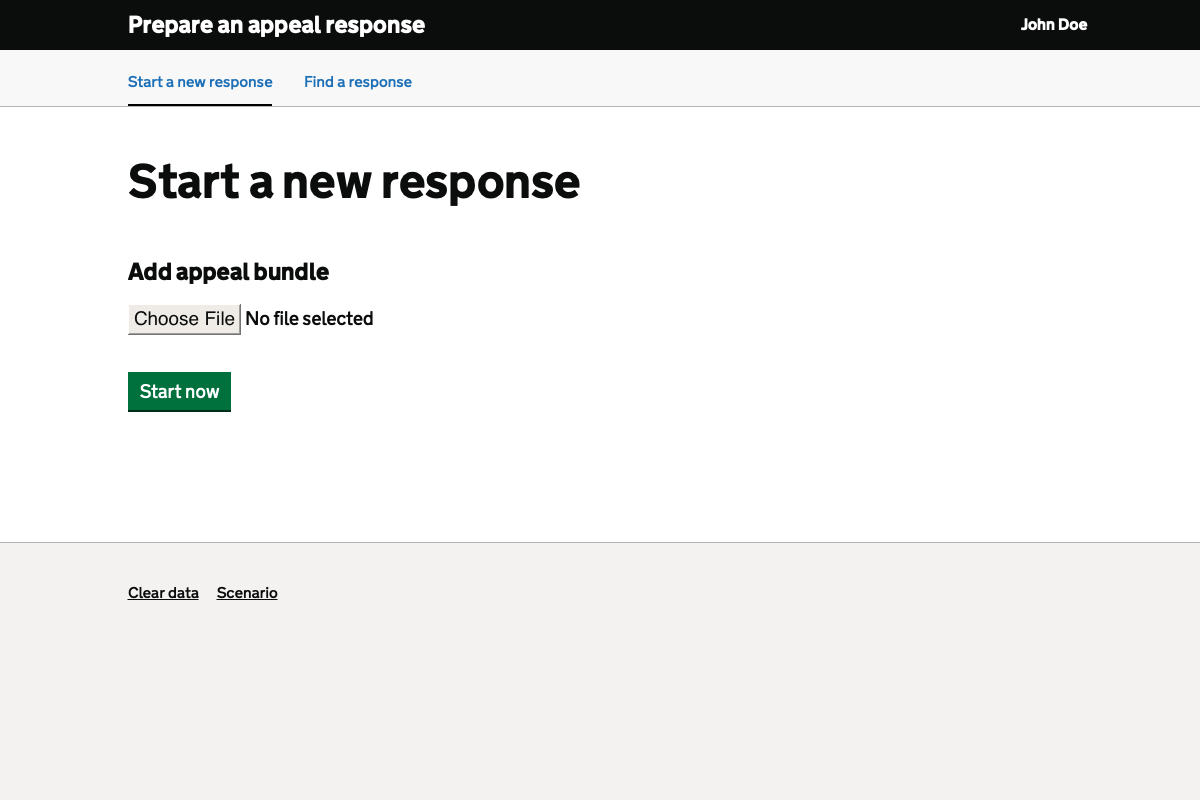 Prepare an appeal response
John Doe
Start a new response
Find a response
Start a new response
Add appeal bundle
Choose File No file selected
Start now
Clear data
Scenario